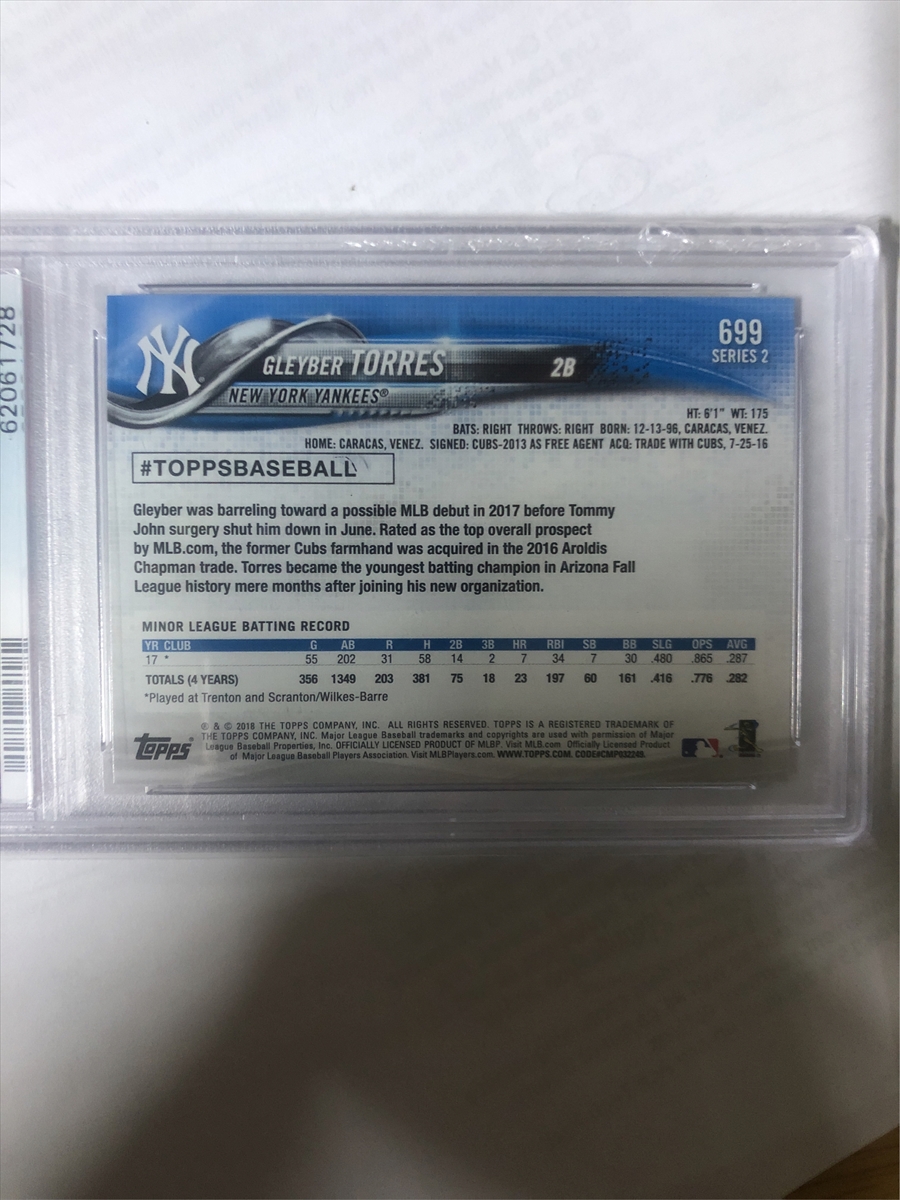 62061728
699
SERIES 2
GLEYBER TORRES 2B
NEW YORK YANKEES®
HT: 6'1" WT: 175
BATS: RIGHT THROWS: RIGHT BORN: 12-13-96, CARACAS, VENEZ.
HOME: CARACAS, VENEZ. SIGNED: CUBS-2013 AS FREE AGENT ACQ: TRADE WITH CUBS, 7-25-16
#TOPPSBASEBALL
Gleyber was barreling toward a possible MLB debut in 2017 before Tommy
John surgery shut him down in June. Rated as the top overall prospect
by MLB.com, the former Cubs farmhand was acquired in the 2016 Aroldis
Chapman trade. Torres became the youngest batting champion in Arizona Fall
League history mere months after joining his new organization.
MINOR LEAGUE BATTING RECORD
YR CLUB G AB R H 2B 3B HR RBI SB BB SLG OPS AVG
17 * 55 202 31 58 14 2 7 34 7 30 .480 .865 .287
TOTALS (4 YEARS) 356 1349 203 381 75 18 23 197 60 161 .416 .776 .282
*Played at Trenton and Scranton/Wilkes-Barre
® & © 2018 THE TOPPS COMPANY, INC. ALL RIGHTS RESERVED. TOPPS IS A REGISTERED TRADEMARK OF
THE TOPPS COMPANY, INC. Major League Baseball trademarks and copyrights are used with permission of Major
League Baseball Properties, Inc. OFFICIALLY LICENSED PRODUCT OF MLBP. Visit MLB.com Officially Licensed Product
of Major League Baseball Players Association. Visit MLBPlayers.com. WWW.TOPPS.COM.
Topps